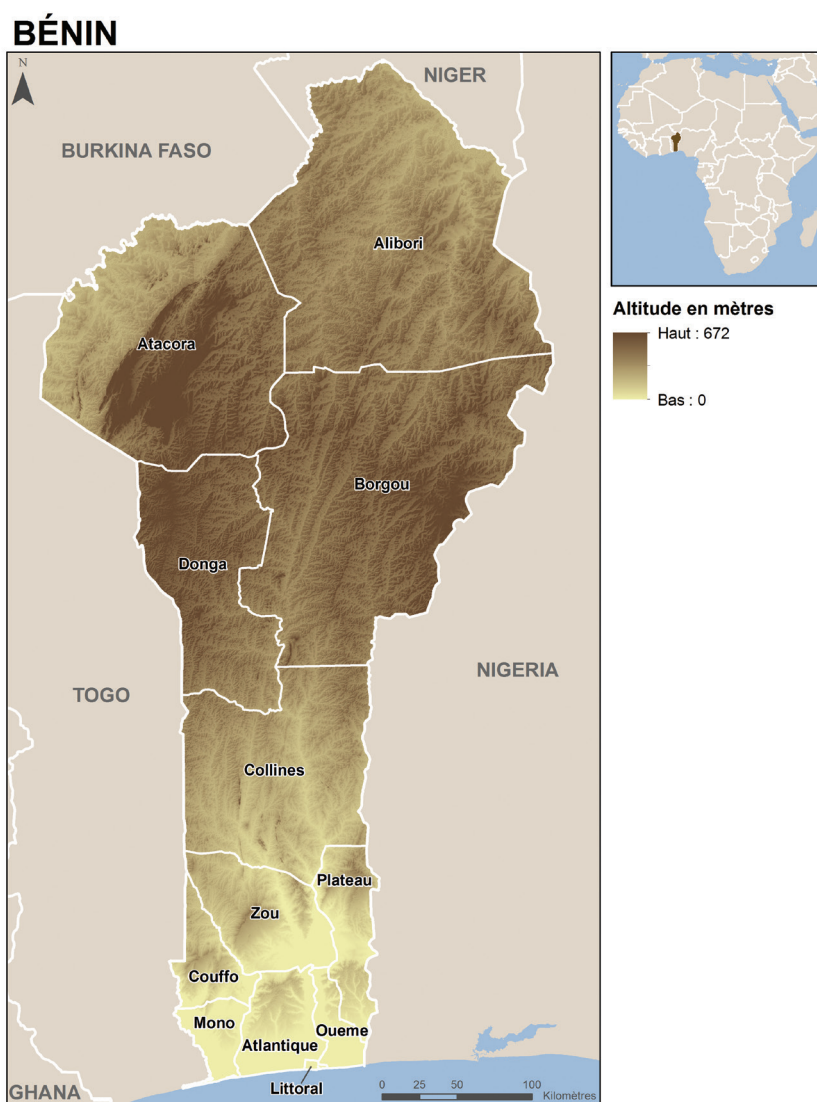 BÉNIN
N
NIGER
BURKINA FASO
Alibori
Altitude en mètres
Haut : 672
Bas : 0
Atacora
Borgou
Donga
NIGERIA
TOGO
Collines
Plateau
Zou
Couffo
Mono
Oueme
Atlantique
Littoral
GHANA
0 25 50 100
Kilomètres